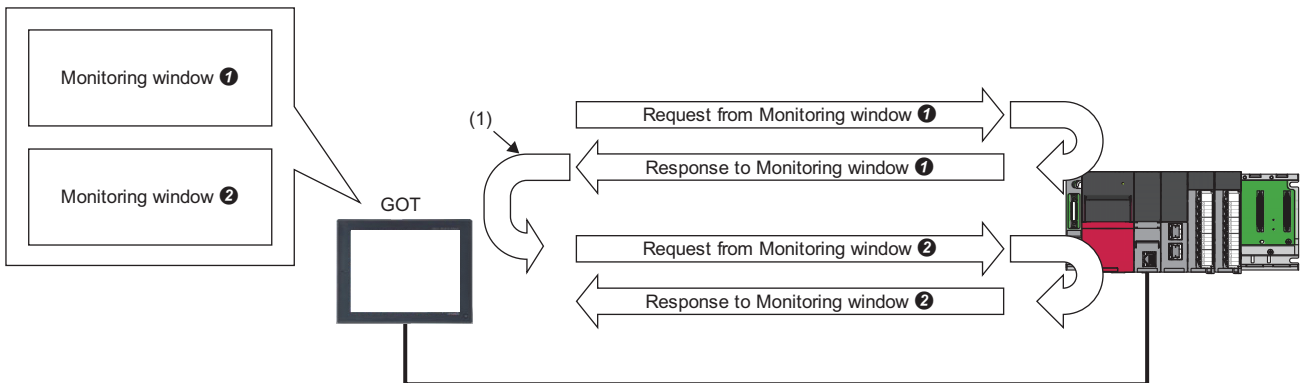 Monitoring window ❶
Monitoring window ❷
GOT
(1)
Request from Monitoring window ❶
Response to Monitoring window ❶
Request from Monitoring window ❷
Response to Monitoring window ❷